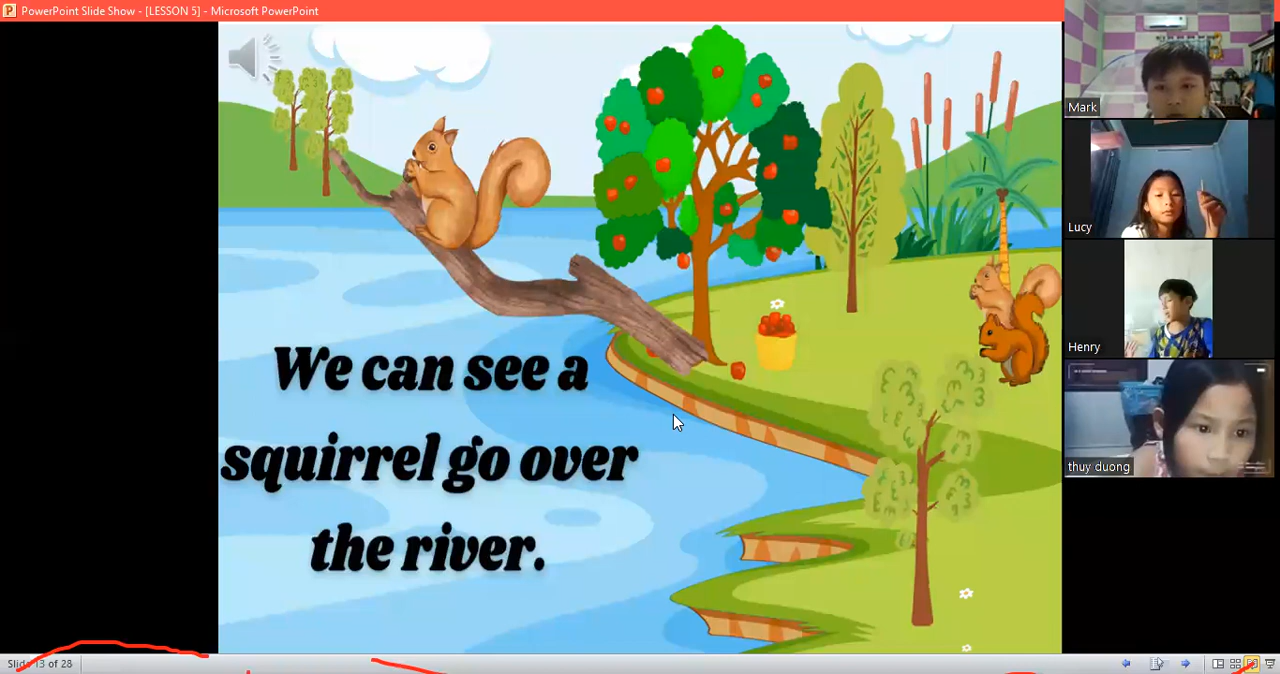 PowerPoint Slide Show - [LESSON 5] - Microsoft PowerPoint
Mark
Lucy
Henry
thuy duong
We can see a
squirrel go over
the river.
Slide 13 of 28